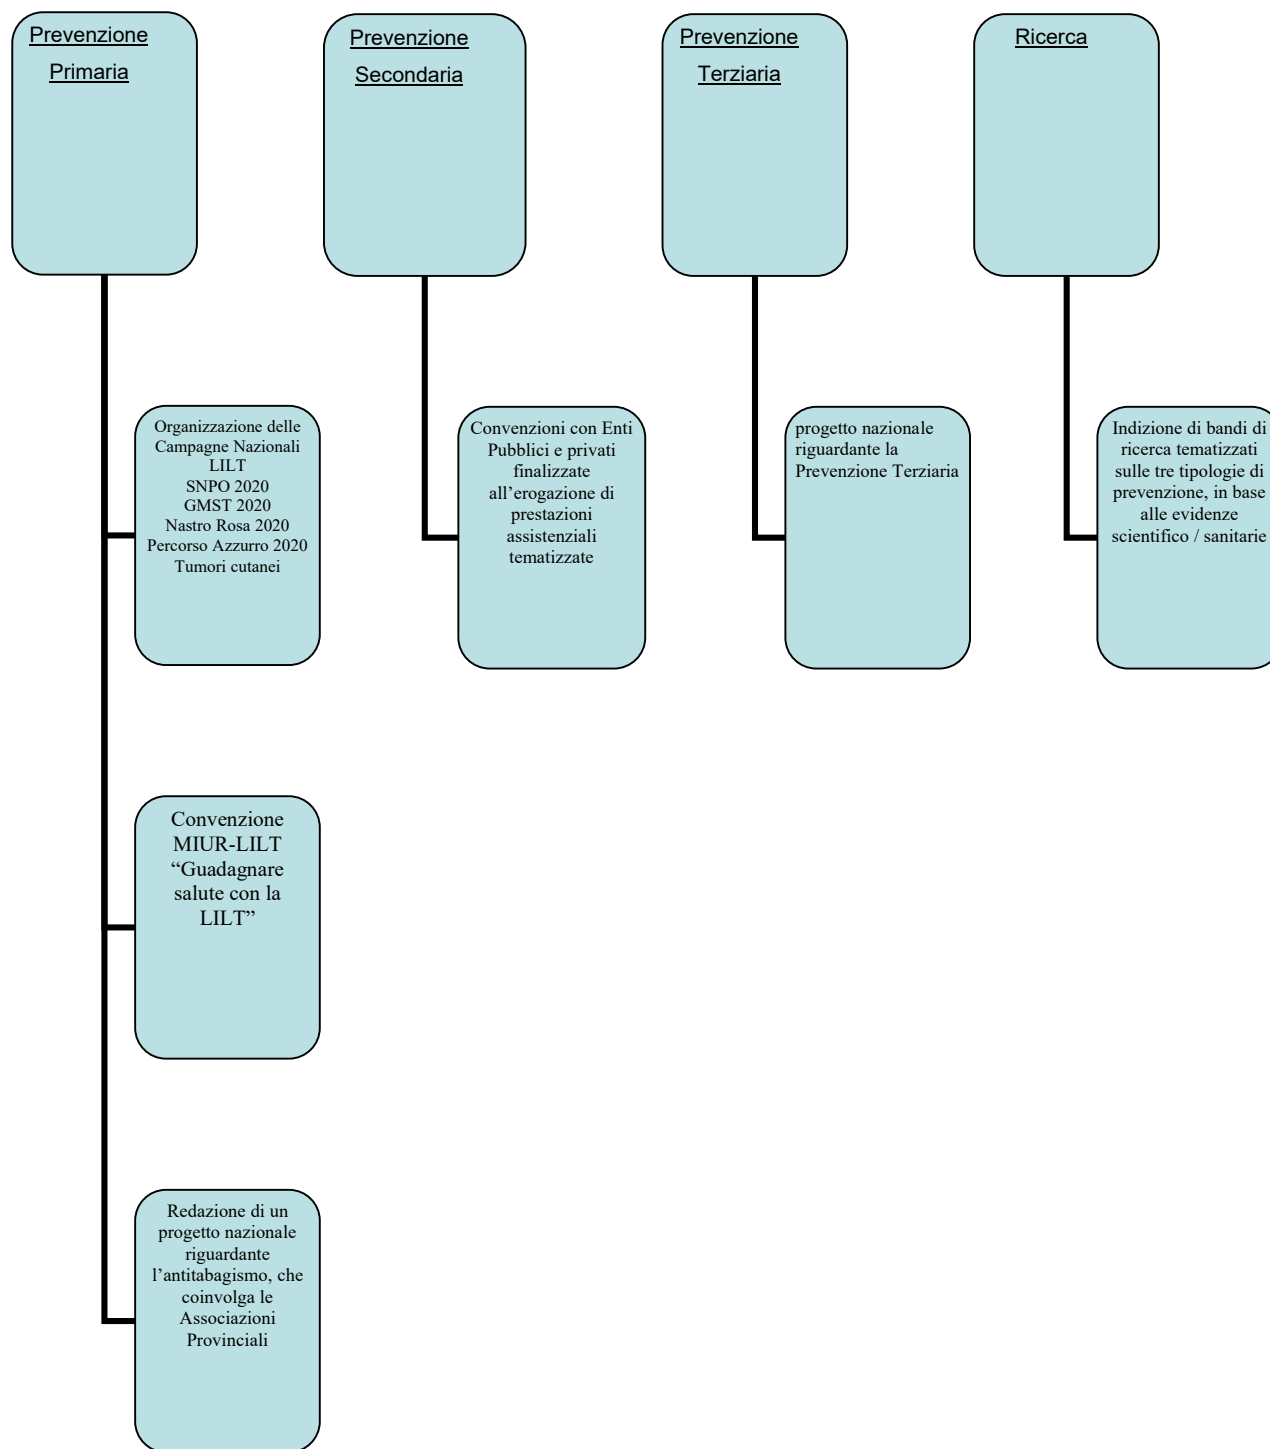 Prevenzione
Primaria
Prevenzione
Secondaria
Prevenzione
Terziaria
Ricerca
Organizzazione delle
Campagne Nazionali
LILT
SNPO 2020
GMST 2020
Nastro Rosa 2020
Percorso Azzurro 2020
Tumori cutanei
Convenzioni con Enti
Pubblici e privati
finalizzate
all’erogazione di
prestazioni
assistenziali
tematizzate
progetto nazionale
riguardante la
Prevenzione Terziaria
Indizione di bandi di
ricerca tematizzati
sulle tre tipologie di
prevenzione, in base
alle evidenze
scientifico / sanitarie
Convenzione
MIUR-LILT
“Guadagnare
salute con la
LILT”
Redazione di un
progetto nazionale
riguardante
l’antitabagismo, che
coinvolga le
Associazioni
Provinciali